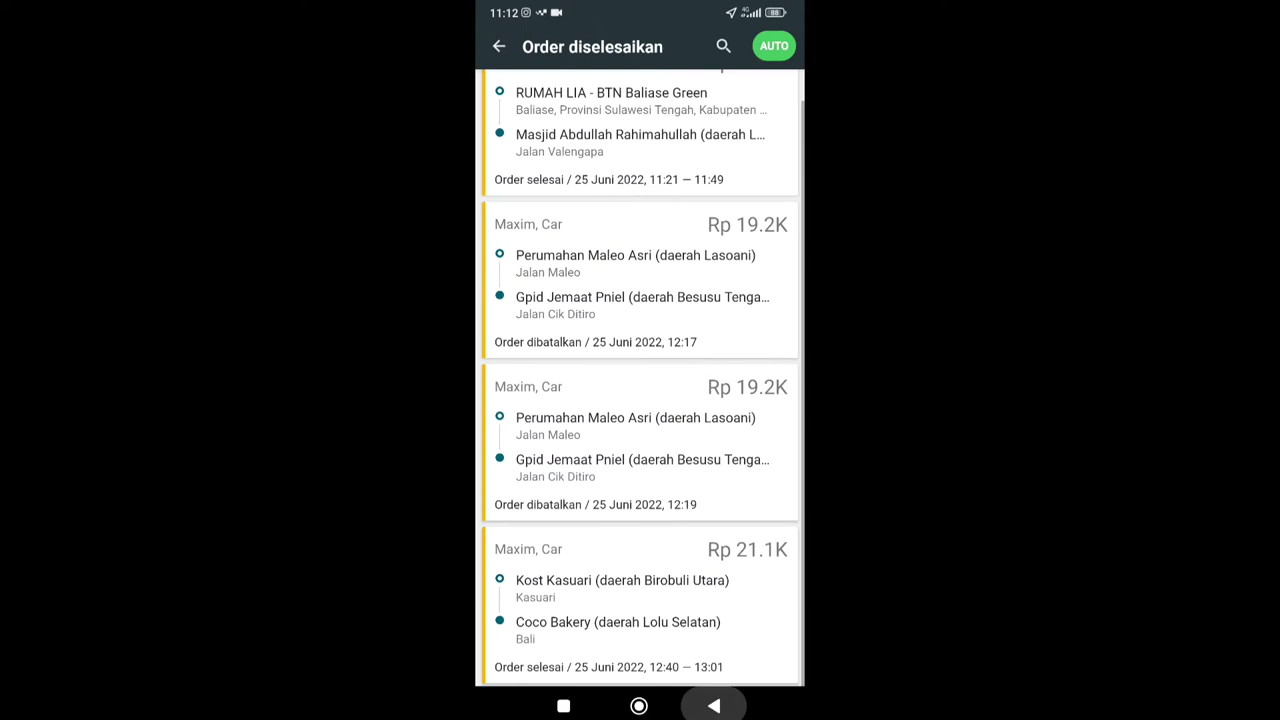 11:12
4G
88
Order diselesaikan
AUTO
RUMAH LIA - BTN Baliase Green
Baliase, Provinsi Sulawesi Tengah, Kabupaten ...
Masjid Abdullah Rahimahullah (daerah L...
Jalan Valengapa
Order selesai / 25 Juni 2022, 11:21 — 11:49
Maxim, Car
Rp 19.2K
Perumahan Maleo Asri (daerah Lasoani)
Jalan Maleo
Gpid Jemaat Pniel (daerah Besusu Tenga...
Jalan Cik Ditiro
Order dibatalkan / 25 Juni 2022, 12:17
Maxim, Car
Rp 19.2K
Perumahan Maleo Asri (daerah Lasoani)
Jalan Maleo
Gpid Jemaat Pniel (daerah Besusu Tenga...
Jalan Cik Ditiro
Order dibatalkan / 25 Juni 2022, 12:19
Maxim, Car
Rp 21.1K
Kost Kasuari (daerah Birobuli Utara)
Kasuari
Coco Bakery (daerah Lolu Selatan)
Bali
Order selesai / 25 Juni 2022, 12:40 — 13:01